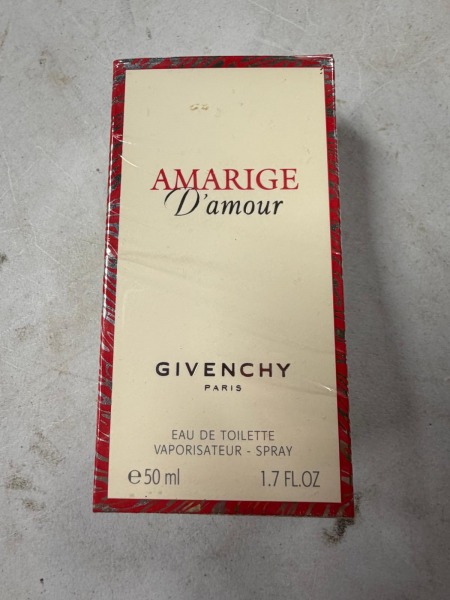 AMARIGE
D'amour
GIVENCHY
PARIS
EAU DE TOILETTE
VAPORISATEUR - SPRAY
℮ 50 ml 1.7 FL.OZ